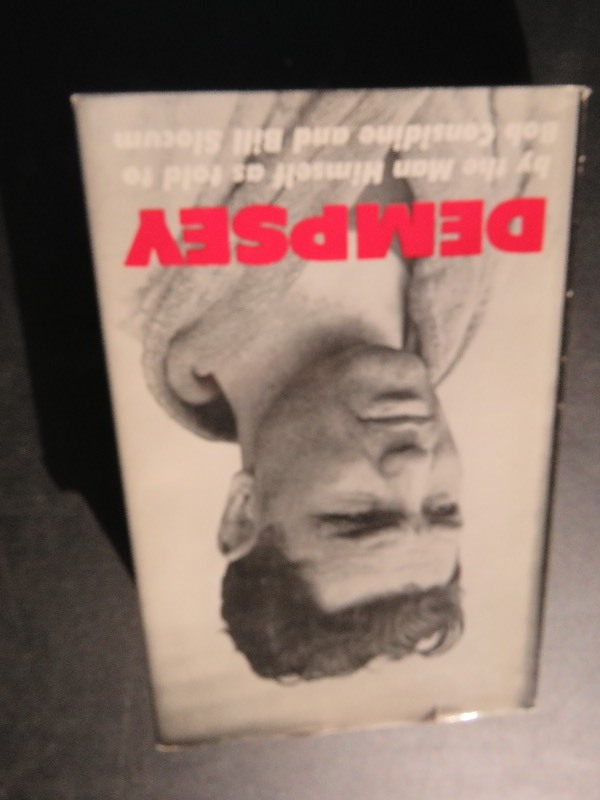 DEMPSEY
by the Man Himself as told to
Bob Considine and Bill Slocum